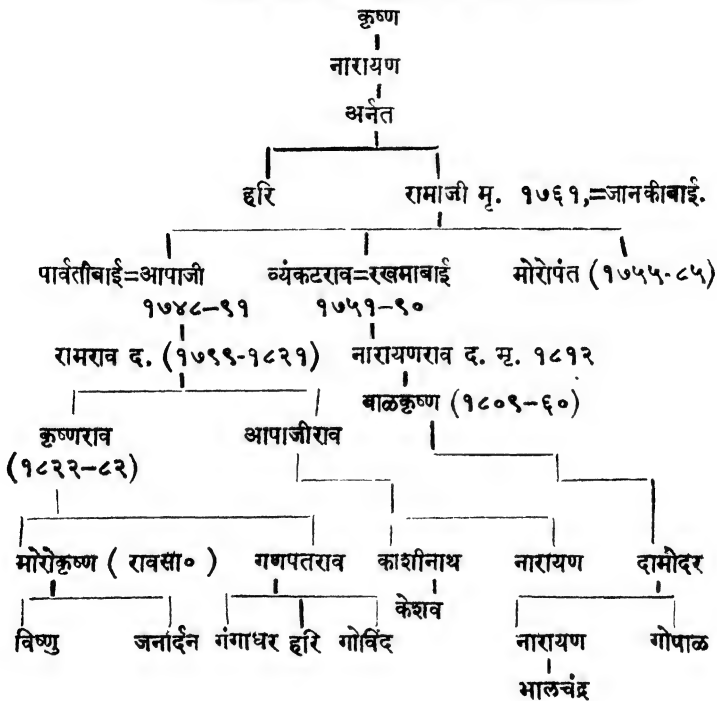 कृष्ण
नारायण
अनंत
हरि रामाजी मृ. १७६१,=जानकीबाई.
पार्वतीबाई=आपाजी व्यंकटराव=रखमाबाई मोरोपंत (१७५५-८५)
१७४८-९१ १७५१-९०
रामराव द. (१७९९-१८२१) नारायणराव द. मृ. १८१२
बाळकृष्ण (१८०९-६०)
कृष्णराव आपाजीराव
(१८२२-८२)
मोरोकृष्ण ( रावसा० ) गणपतराव काशीनाथ नारायण दामोदर
केशव
विष्णु जनार्दन गंगाधर हरि गोविंद नारायण गोपाळ
भालचंद्र